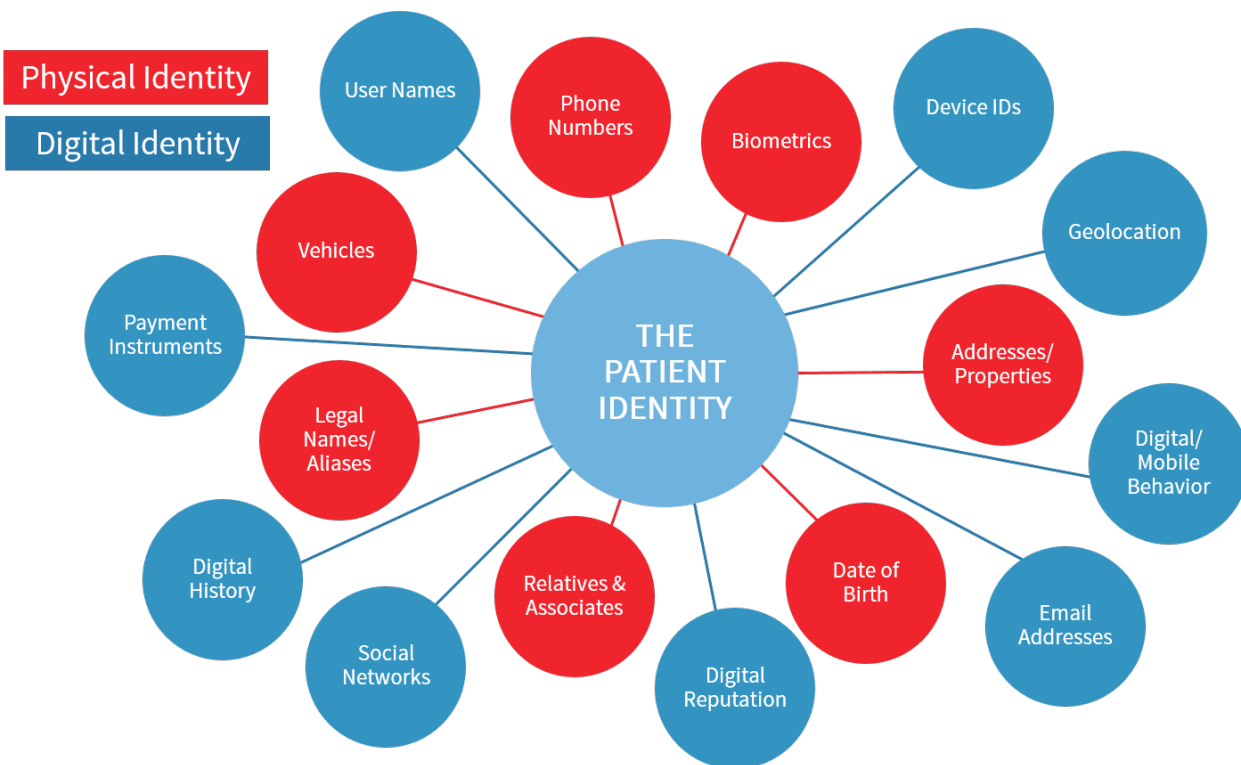 Physical Identity
Digital Identity
User Names
Phone
Numbers
Biometrics
Device IDs
Vehicles
Geolocation
Payment
Instruments
THE
PATIENT
IDENTITY
Addresses/
Properties
Legal
Names/
Aliases
Digital/
Mobile
Behavior
Digital
History
Relatives &
Associates
Date of
Birth
Email
Addresses
Social
Networks
Digital
Reputation